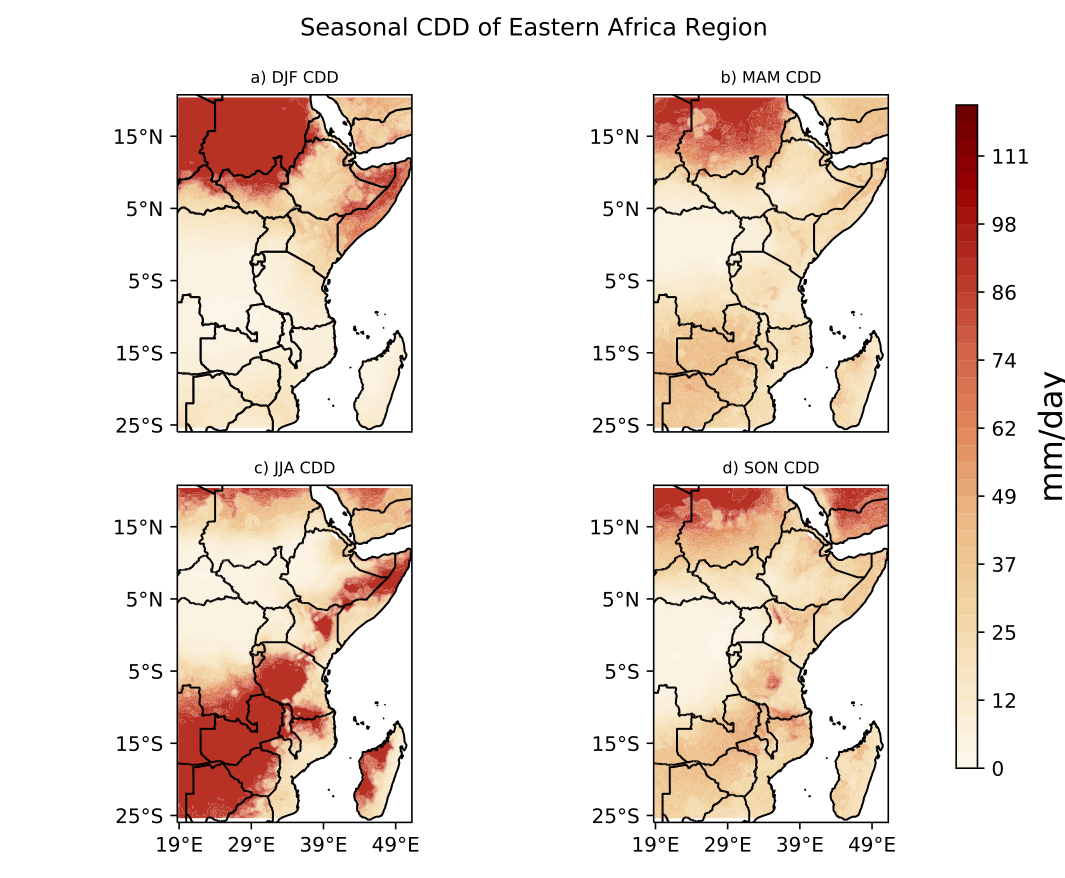 Seasonal CDD of Eastern Africa Region
a) DJF CDD
b) MAM CDD
15°N
5°N
5°S
15°S
25°S
15°N
5°N
5°S
15°S
25°S
c) JJA CDD
d) SON CDD
15°N
5°N
5°S
15°S
25°S
19°E 29°E 39°E 49°E
15°N
5°N
5°S
15°S
25°S
19°E 29°E 39°E 49°E
111
98
86
74
62
49
37
25
12
0
mm/day